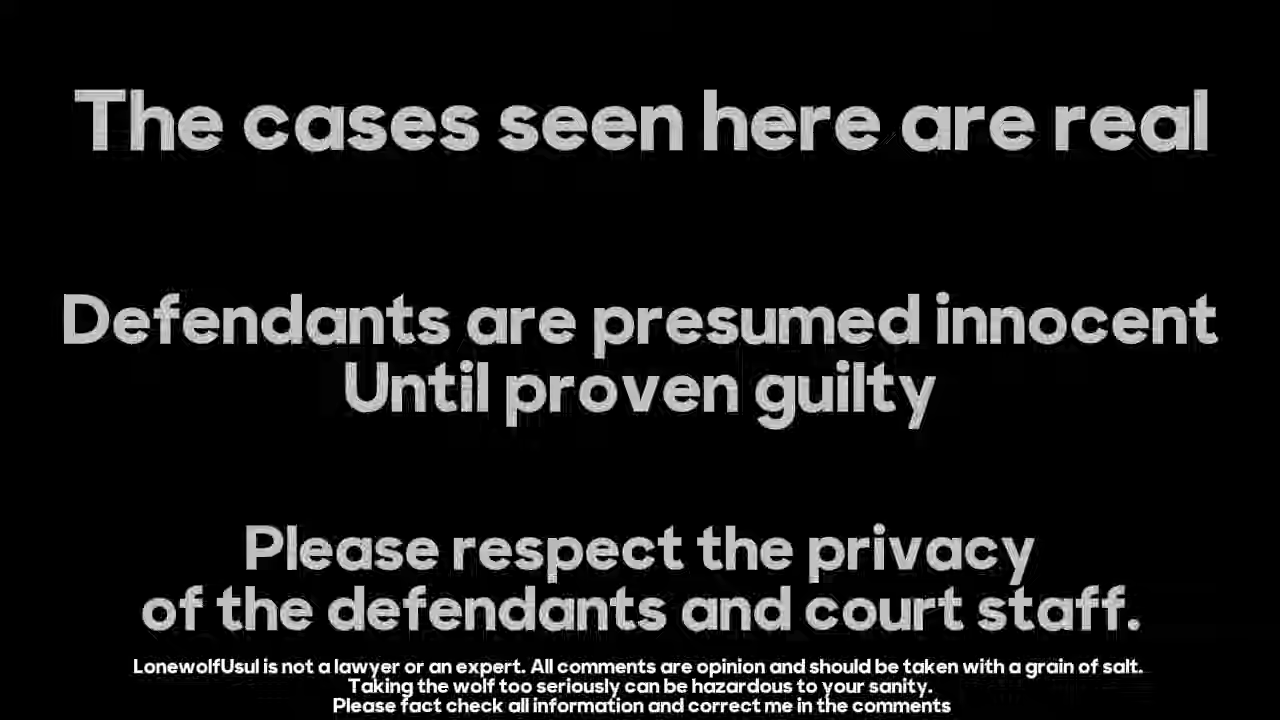 The cases seen here are real
Defendants are presumed innocent
Until proven guilty
Please respect the privacy
of the defendants and court staff.
LonewolfUsul is not a lawyer or an expert. All comments are opinion and should be taken with a grain of salt.
Taking the wolf too seriously can be hazardous to your sanity.
Please fact check all information and correct me in the comments